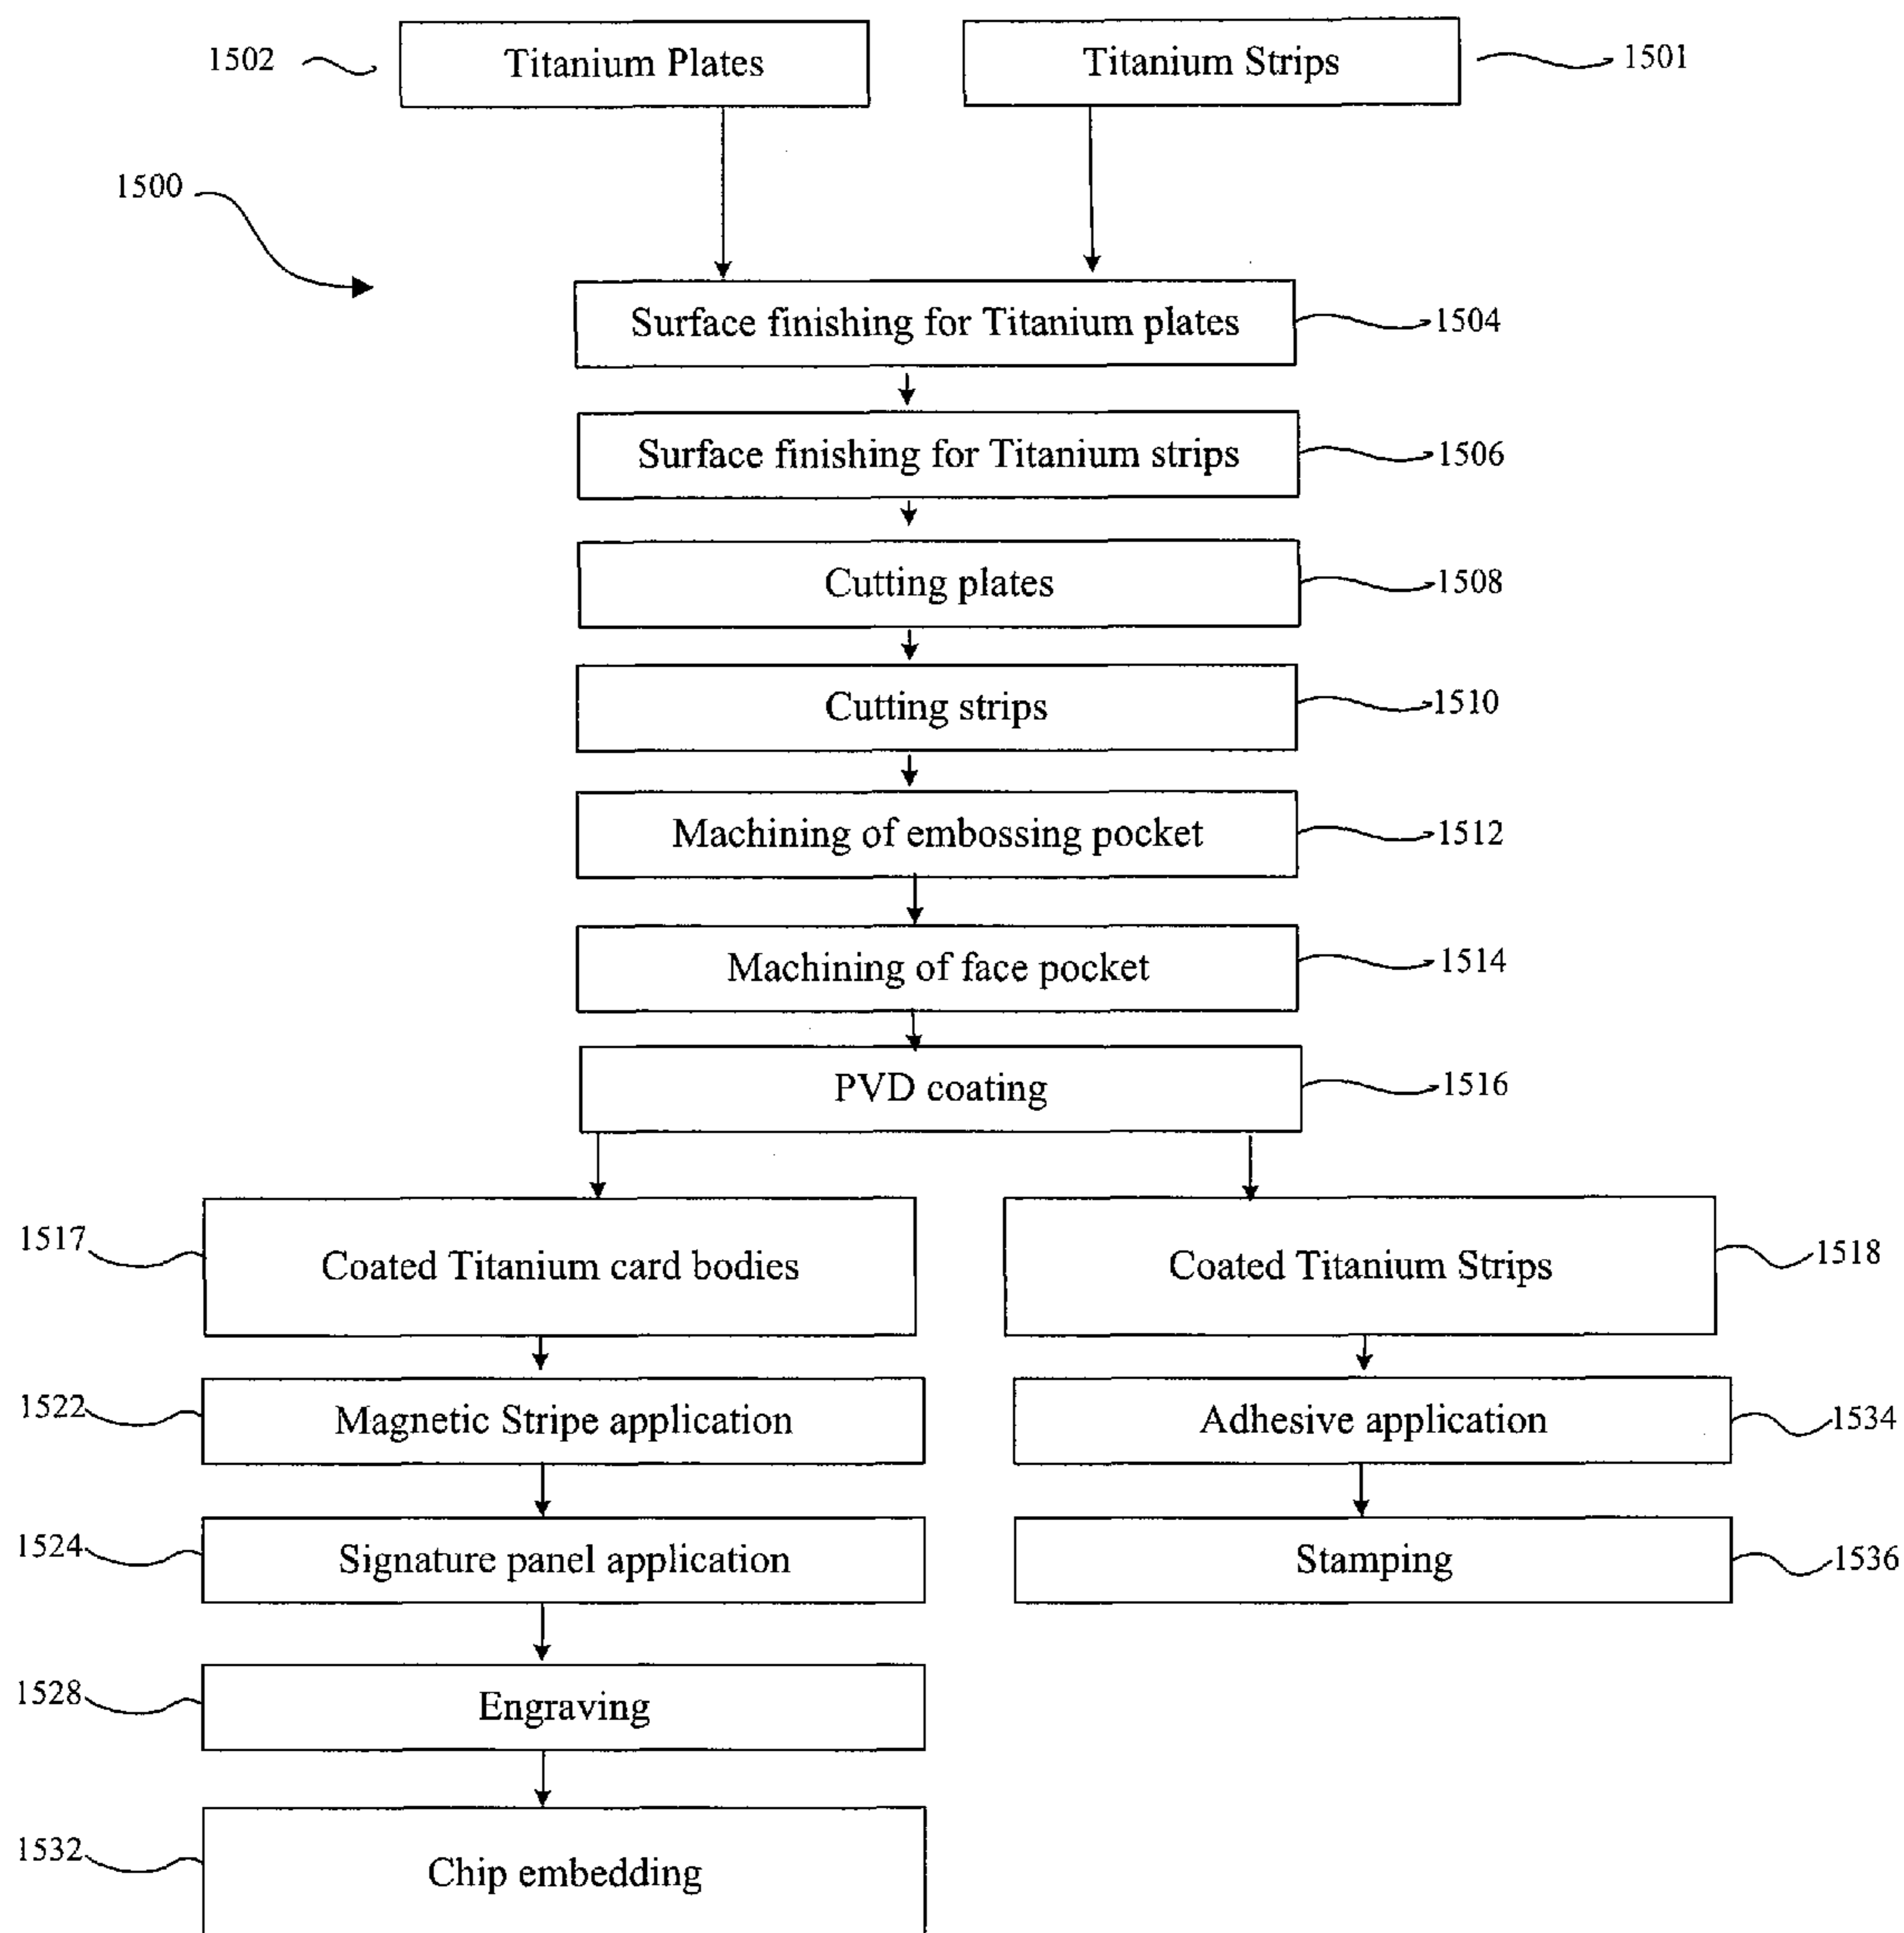 1502 Titanium Plates Titanium Strips 1501
1500
Surface finishing for Titanium plates 1504
Surface finishing for Titanium strips 1506
Cutting plates 1508
Cutting strips 1510
Machining of embossing pocket 1512
Machining of face pocket 1514
PVD coating 1516
1517 Coated Titanium card bodies Coated Titanium Strips 1518
1522 Magnetic Stripe application Adhesive application 1534
1524 Signature panel application Stamping 1536
1528 Engraving
1532 Chip embedding